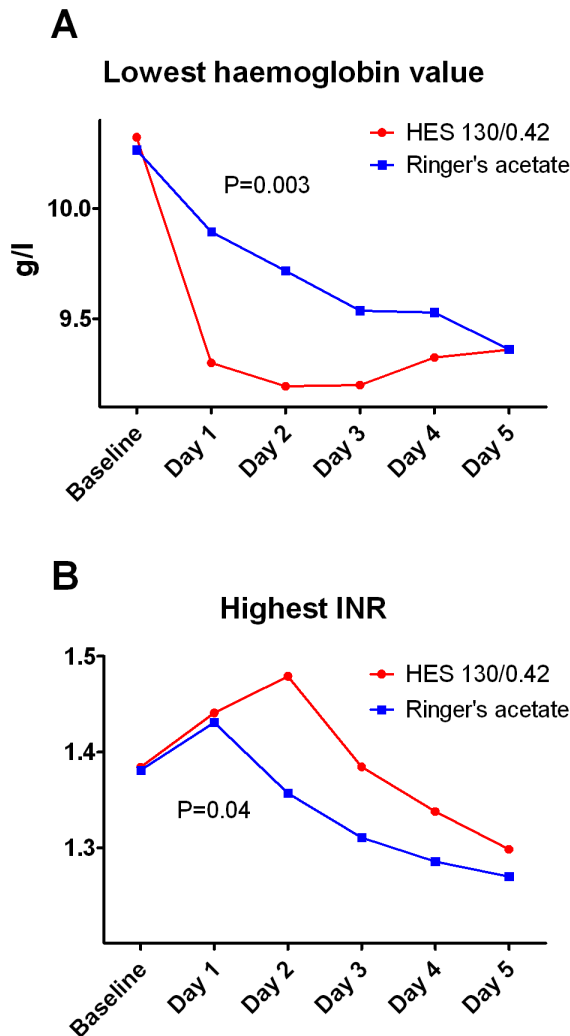 A
Lowest haemoglobin value
HES 130/0.42
Ringer's acetate
P=0.003
g/l
10.0
9.5
Baseline
Day 1
Day 2
Day 3
Day 4
Day 5
B
Highest INR
1.5
HES 130/0.42
Ringer's acetate
1.4
P=0.04
1.3
Baseline
Day 1
Day 2
Day 3
Day 4
Day 5